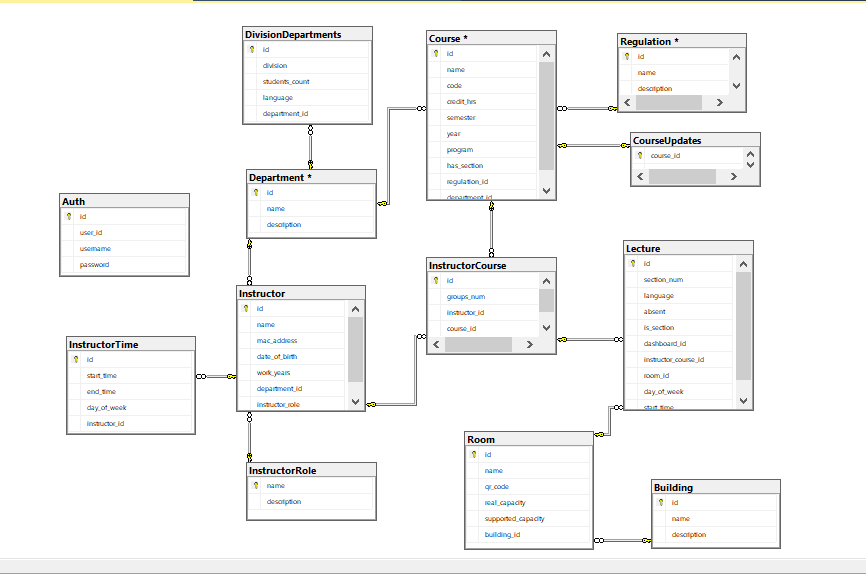 DivisionDepartments
id
division
students_count
language
department_id
Course *
id
name
code
credit_hrs
semester
year
program
has_section
regulation_id
department_id
Regulation *
id
name
description
CourseUpdates
course_id
Department *
id
name
description
Auth
id
user_id
username
password
Instructor
id
name
mac_address
date_of_birth
work_years
department_id
instructor_role
InstructorCourse
id
groups_num
instructor_id
course_id
Lecture
id
section_num
language
absent
is_section
dashboard_id
instructor_course_id
room_id
day_of_week
start_time
InstructorTime
id
start_time
end_time
day_of_week
instructor_id
InstructorRole
name
description
Room
id
name
qr_code
real_capacity
supported_capacity
building_id
Building
id
name
description